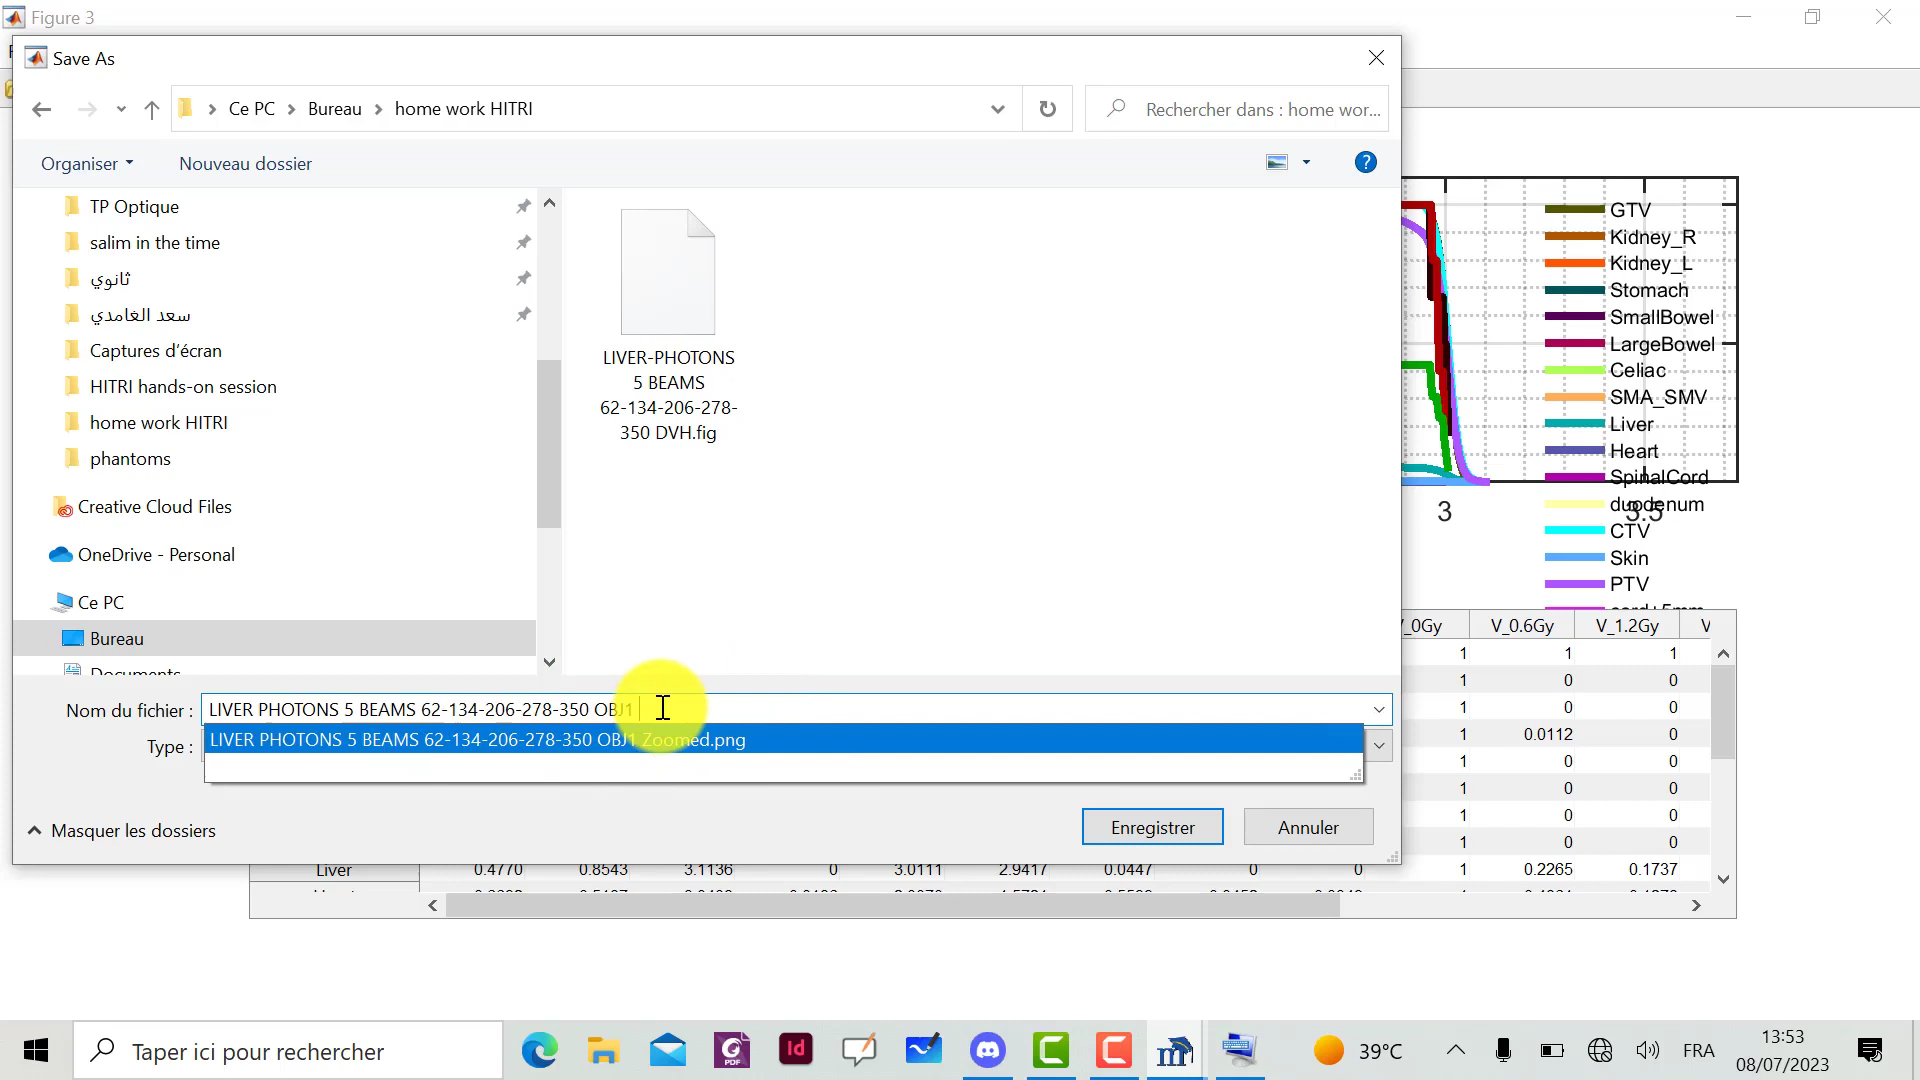 Figure 3
Save As
Ce PC
Bureau
home work HITRI
Rechercher dans : home wor...
Organiser
Nouveau dossier
TP Optique
salim in the time
ثانوي
سعد الغامدي
Captures d'écran
HITRI hands-on session
home work HITRI
phantoms
Creative Cloud Files
OneDrive - Personal
Ce PC
Bureau
Documents
LIVER-PHOTONS
5 BEAMS
62-134-206-278-
350 DVH.fig
Nom du fichier :
LIVER PHOTONS 5 BEAMS 62-134-206-278-350 OBJ1
Type :
LIVER PHOTONS 5 BEAMS 62-134-206-278-350 OBJ1 Zoomed.png
Masquer les dossiers
Enregistrer
Annuler
GTV
Kidney_R
Kidney_L
Stomach
SmallBowel
LargeBowel
Celiac
SMA_SMV
Liver
Heart
SpinalCord
duodenum
CTV
Skin
PTV
3
3.5
V_0Gy V_0.6Gy V_1.2Gy V
1 1 1
1 0 0
1 0 0
1 0.0112 0
1 0 0
1 0 0
1 0 0
1 0 0
Liver 0.4770 0.8543 3.1136 0 3.0111 2.9417 0.0447 0 0 1 0.2265 0.1737
Taper ici pour rechercher
39°C
FRA
13:53
08/07/2023